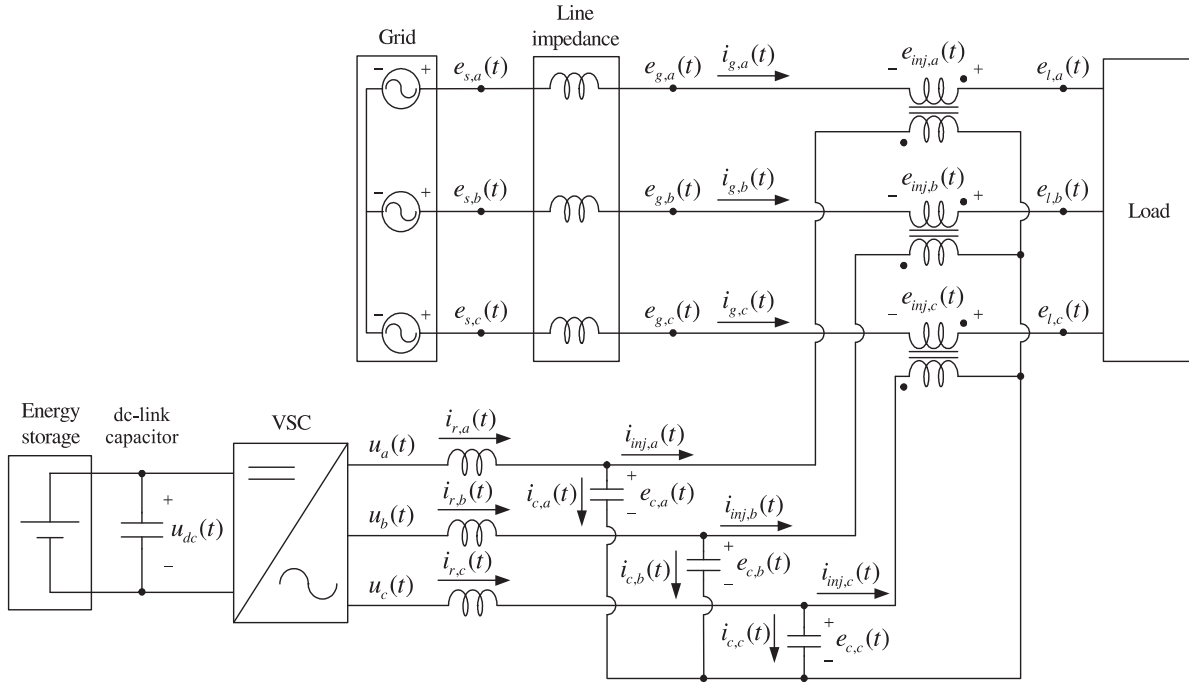 Line
impedance
Grid
i_{g,a}(t)
e_{inj,a}(t)
e_{s,a}(t)
e_{g,a}(t)
e_{l,a}(t)
− +
− +
i_{g,b}(t)
e_{inj,b}(t)
e_{s,b}(t)
e_{g,b}(t)
e_{l,b}(t)
− +
− +
Load
i_{g,c}(t)
e_{inj,c}(t)
e_{s,c}(t)
e_{g,c}(t)
e_{l,c}(t)
− +
− +
Energy
storage
dc-link
capacitor
VSC
u_a(t)
i_{r,a}(t)
i_{inj,a}(t)
i_{c,a}(t)
+
e_{c,a}(t)
−
u_b(t)
i_{r,b}(t)
i_{inj,b}(t)
+
u_{dc}(t)
−
i_{c,b}(t)
+
e_{c,b}(t)
−
u_c(t)
i_{r,c}(t)
i_{inj,c}(t)
i_{c,c}(t)
+
e_{c,c}(t)
−